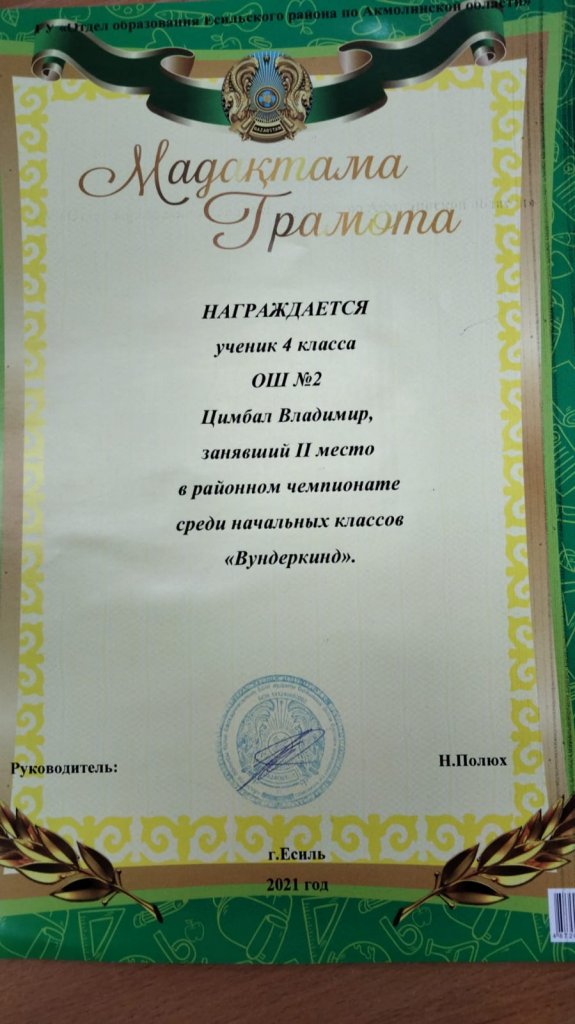 ГУ «Отдел образования Есильского района по Акмолинской области»
KAZAKSTAN
Мадақтама
Грамота
НАГРАЖДАЕТСЯ
ученик 4 класса
ОШ №2
Цимбал Владимир,
занявший II место
в районном чемпионате
среди начальных классов
«Вундеркинд».
Руководитель:
Н.Полюх
г.Есиль
2021 год